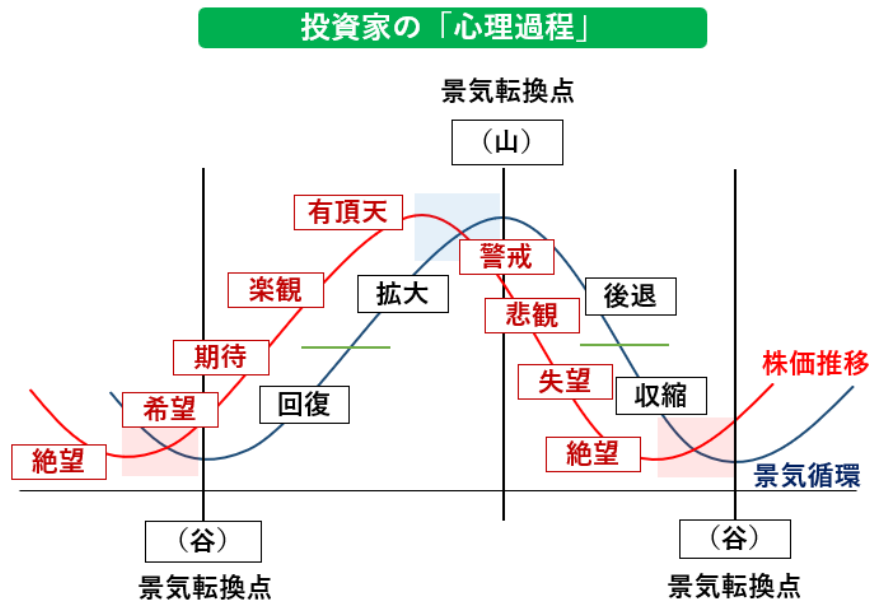 投資家の「心理過程」
景気転換点
（山）
有頂天
警戒
楽観
拡大
後退
悲観
期待
株価推移
失望
希望
回復
収縮
絶望
絶望
景気循環
（谷）
（谷）
景気転換点
景気転換点